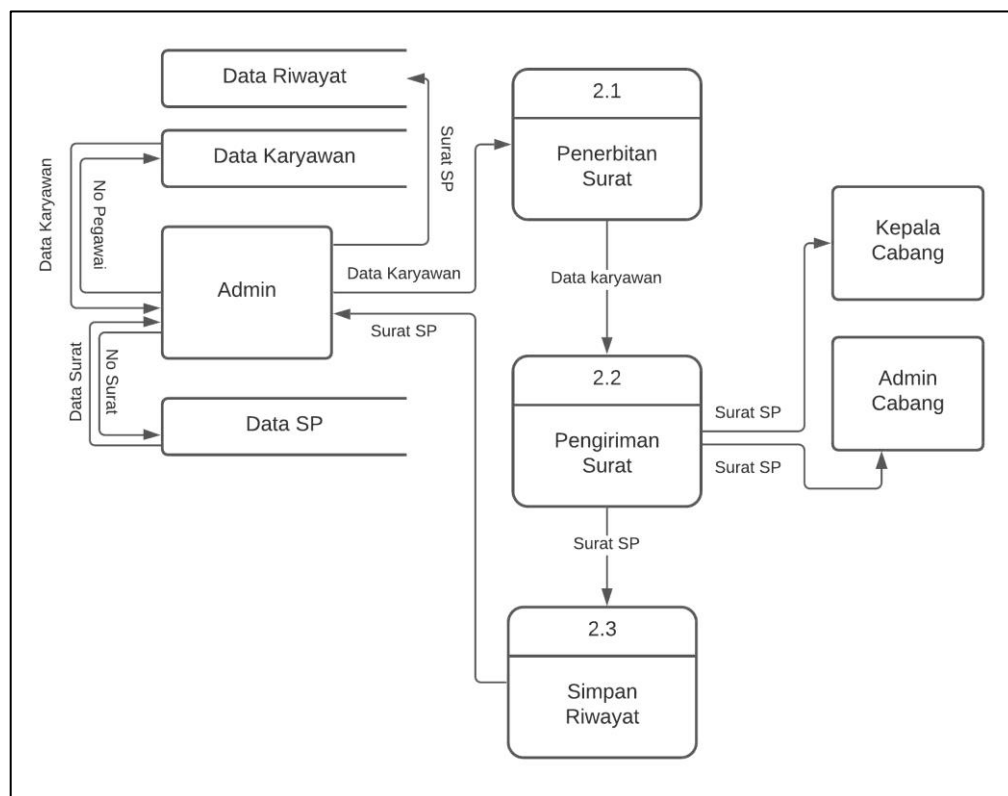 Data Riwayat
Data Karyawan
Data Karyawan
No Pegawai
Surat SP
Admin
Data Karyawan
Surat SP
Data Surat
No Surat
Data SP
2.1
Penerbitan
Surat
Data karyawan
2.2
Pengiriman
Surat
Surat SP
Surat SP
Kepala
Cabang
Admin
Cabang
Surat SP
2.3
Simpan
Riwayat